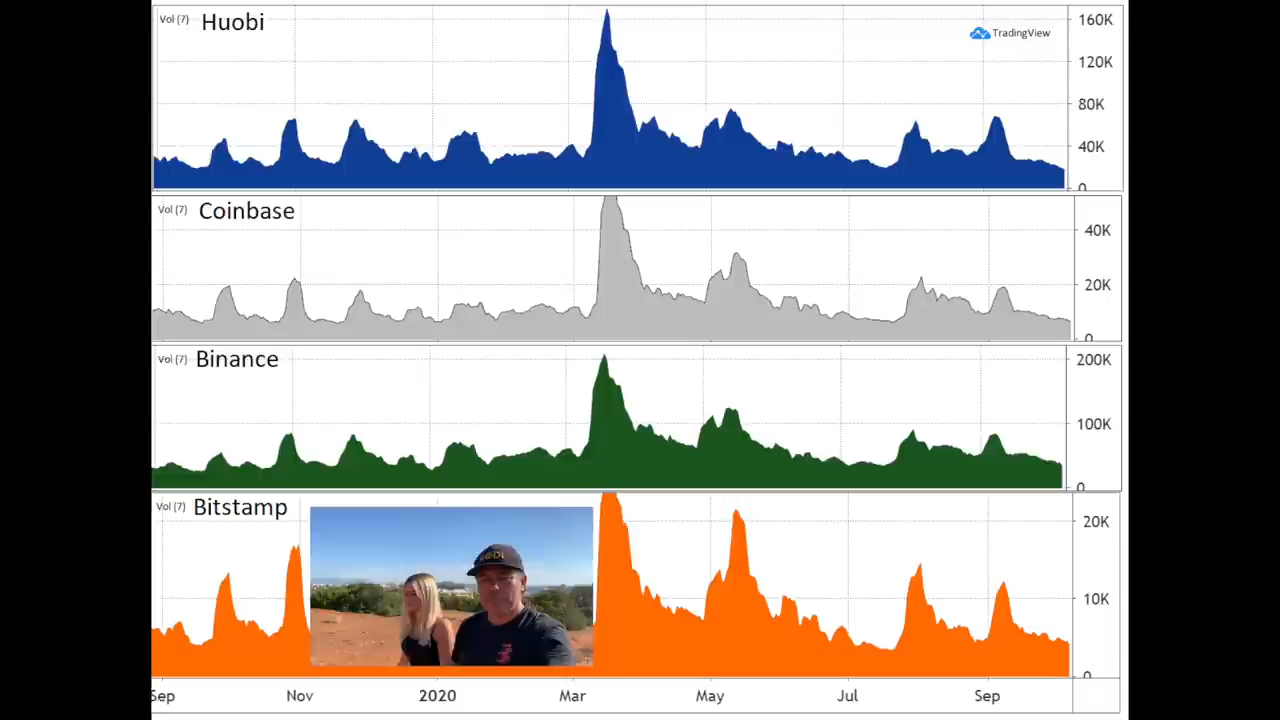 Vol (7) Huobi
TradingView
160K
120K
80K
40K
0
Vol (7) Coinbase
40K
20K
0
Vol (7) Binance
200K
100K
0
Vol (7) Bitstamp
20K
10K
0
HODL
Sep Nov 2020 Mar May Jul Sep